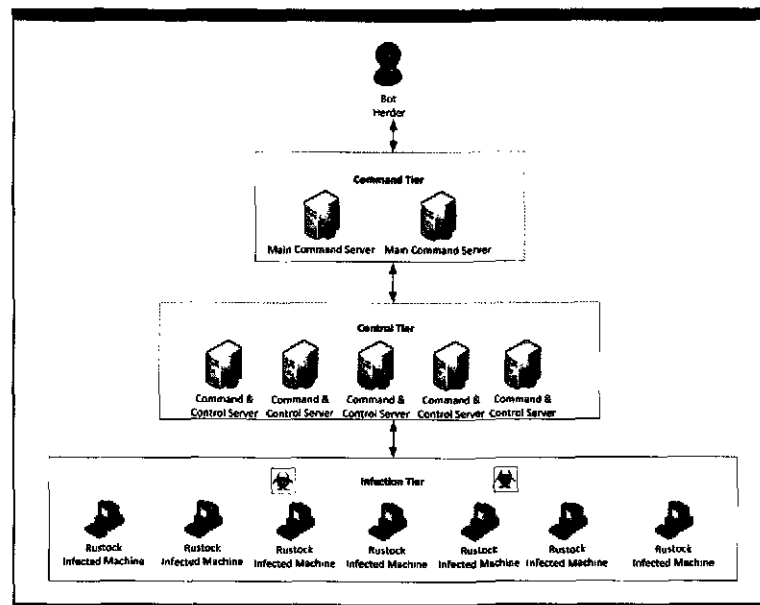 Bot
Herder
Command Tier
Main Command Server Main Command Server
Control Tier
Command & Command & Command & Command & Command &
Control Server Control Server Control Server Control Server Control Server
Infection Tier
Rustock Rustock Rustock Rustock Rustock Rustock Rustock
Infected Machine Infected Machine Infected Machine Infected Machine Infected Machine Infected Machine Infected Machine